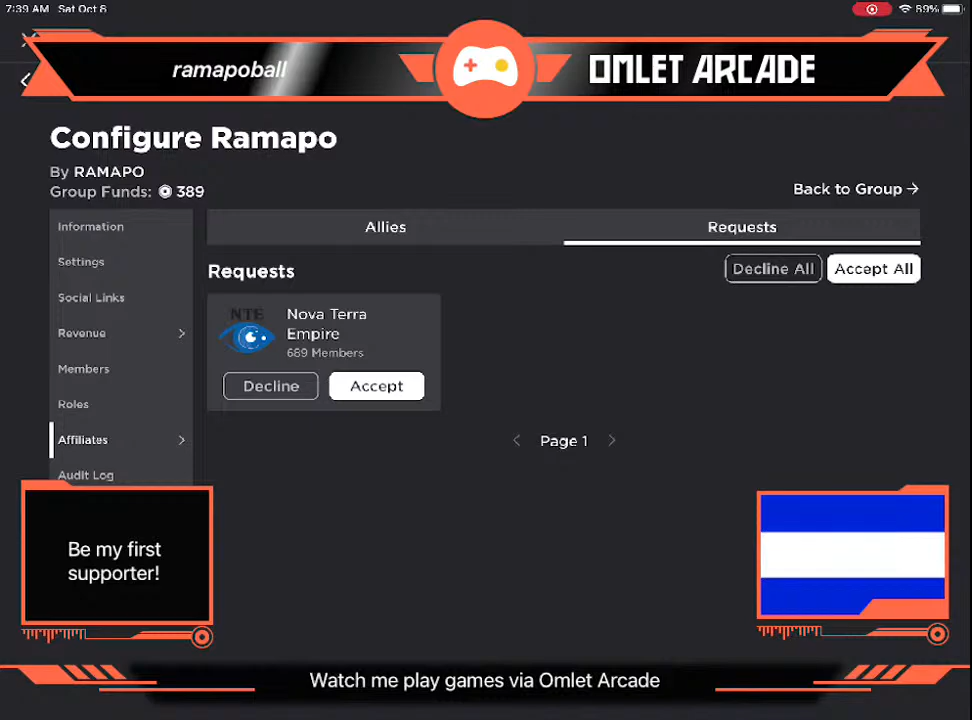 7:39 AM Sat Oct 8
89%
ramapoball
OMLET ARCADE
Configure Ramapo
By RAMAPO
Group Funds: 389
Back to Group →
Information
Settings
Social Links
Revenue
Members
Roles
Affiliates
Audit Log
Allies
Requests
Requests
Decline All
Accept All
NTE
Nova Terra
Empire
689 Members
Decline
Accept
Page 1
Be my first
supporter!
Watch me play games via Omlet Arcade